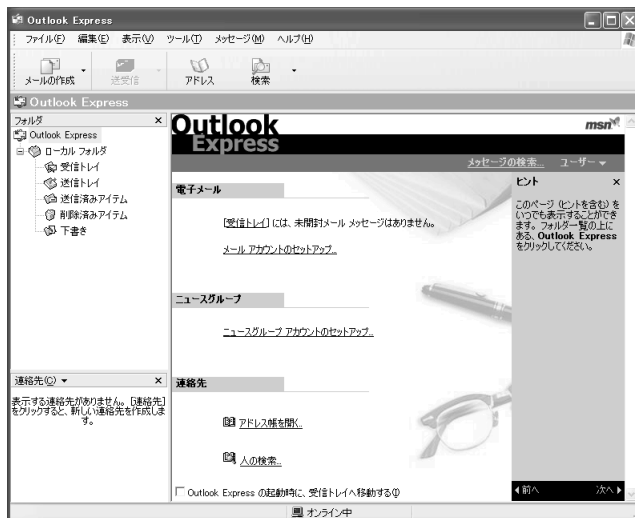 Outlook Express
ファイル(F) 編集(E) 表示(V) ツール(T) メッセージ(M) ヘルプ(H)
メールの作成 送受信 アドレス 検索
Outlook Express
フォルダ ×
Outlook Express
ローカル フォルダ
受信トレイ
送信トレイ
送信済みアイテム
削除済みアイテム
下書き
連絡先(C) ▼ ×
表示する連絡先がありません。[連絡先]
をクリックすると、新しい連絡先を作成しま
す。
Outlook
Express
msn
メッセージの検索... ユーザー ▼
電子メール
[受信トレイ] には、未開封メール メッセージはありません。
メール アカウントのセットアップ...
ニュースグループ
ニュースグループ アカウントのセットアップ...
連絡先
アドレス帳を開く...
人の検索...
Outlook Express の起動時に、受信トレイへ移動する(I)
ヒント ×
このページ (ヒントを含む) を
いつでも表示することができ
ます。フォルダ一覧の上に
ある、Outlook Express
をクリックしてください。
前へ 次へ
オンライン中